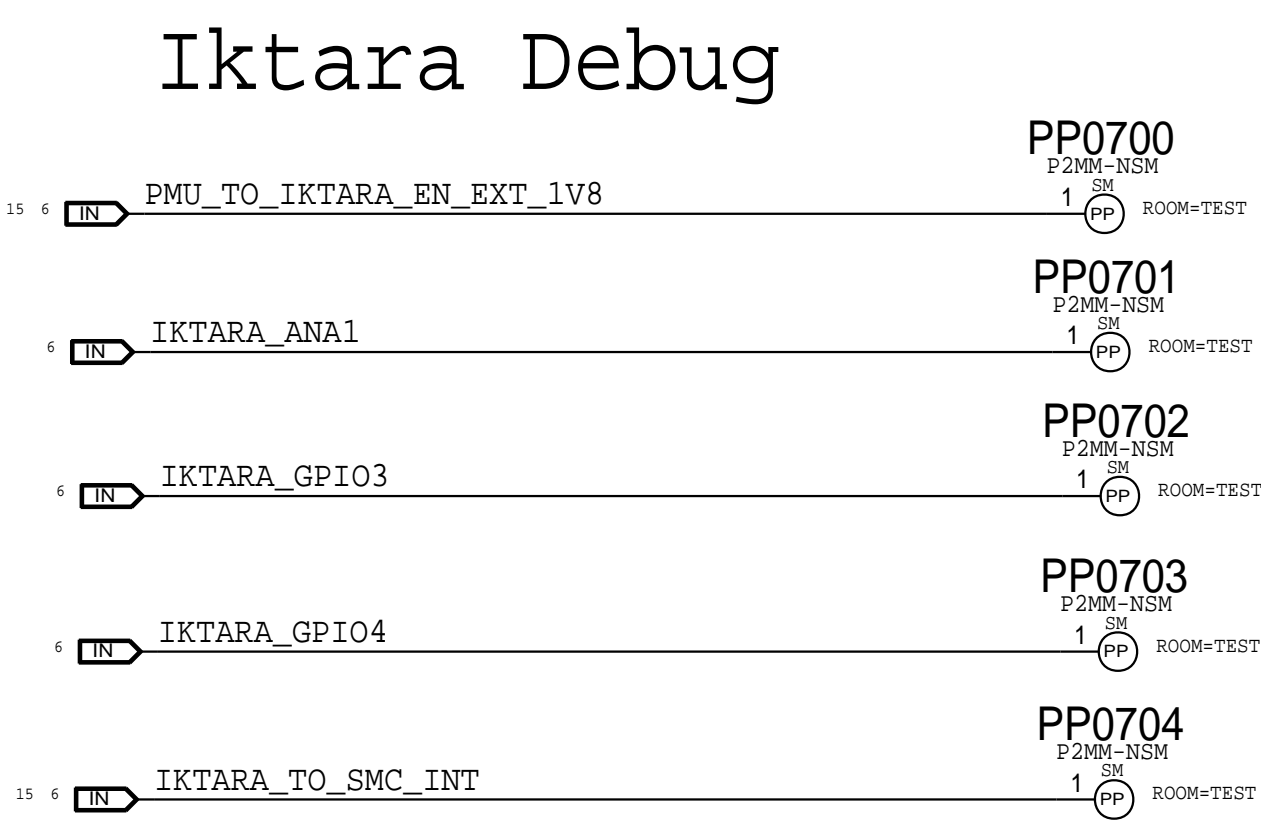 Iktara Debug
PP0700
P2MM-NSM
SM
15 6 IN PMU_TO_IKTARA_EN_EXT_1V8 1 PP ROOM=TEST
PP0701
P2MM-NSM
SM
6 IN IKTARA_ANA1 1 PP ROOM=TEST
PP0702
P2MM-NSM
SM
6 IN IKTARA_GPIO3 1 PP ROOM=TEST
PP0703
P2MM-NSM
SM
6 IN IKTARA_GPIO4 1 PP ROOM=TEST
PP0704
P2MM-NSM
SM
15 6 IN IKTARA_TO_SMC_INT 1 PP ROOM=TEST